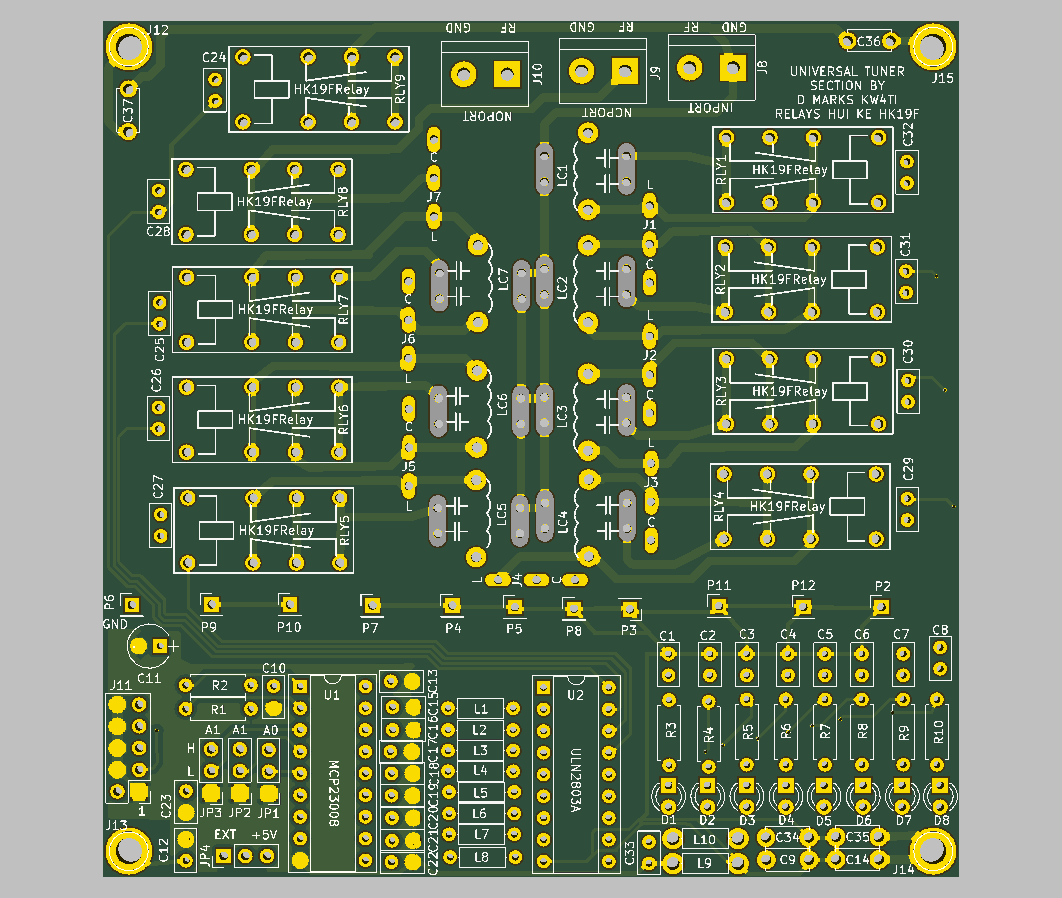 GND
RF
GND
RF
RF
GND
J12
C24
C37
HK19FRelay
RLY9
J10
J9
J8
NOPORT
NCPORT
INPORT
C36
J15
UNIVERSAL TUNER
SECTION BY
D MARKS KW4TI
RELAYS HUI KE HK19F
C28
HK19FRelay
RLY8
C
J7
L
LC1
L
J1
C
RLY1
HK19FRelay
C32
C25
HK19FRelay
RLY7
C
J6
L
LC7
LC2
L
J2
C
RLY2
HK19FRelay
C31
C26
HK19FRelay
RLY6
C
J5
L
LC6
LC3
L
J3
C
RLY3
HK19FRelay
C30
C27
HK19FRelay
RLY5
LC5
LC4
L
J4
C
RLY4
HK19FRelay
C29
P6
GND
P9
P10
P7
P4
P5
P8
P3
P11
P12
P2
C11
J11
R2
R1
C10
A1
A1
A0
H
L
JP3
JP2
JP1
1
C23
C12
J13
EXT
+5V
JP4
U1
MCP23008
C13
C15
C16
C17
C18
C19
C20
C21
C22
L1
L2
L3
L4
L5
L6
L7
L8
U2
ULN2803A
C1
C2
C3
C4
C5
C6
C7
C8
R3
R4
R5
R6
R7
R8
R9
R10
D1
D2
D3
D4
D5
D6
D7
D8
C33
L10
L9
C34
C9
C35
C14
J14